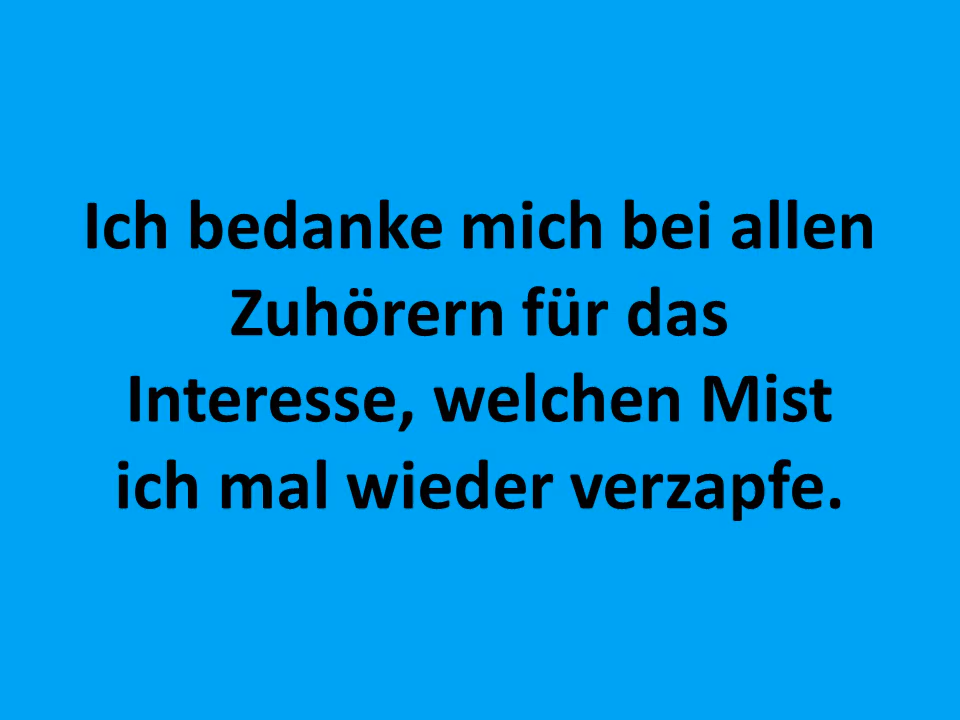 Ich bedanke mich bei allen
Zuhörern für das
Interesse, welchen Mist
ich mal wieder verzapfe.